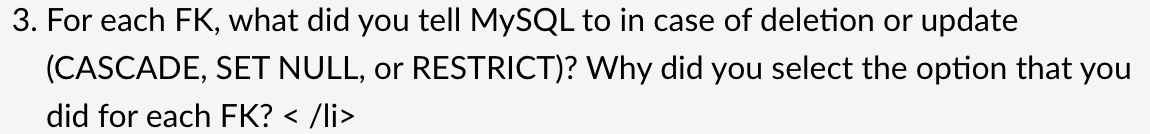 3. For each FK, what did you tell MySQL to in case of deletion or update
(CASCADE, SET NULL, or RESTRICT)? Why did you select the option that you
did for each FK? < /li>